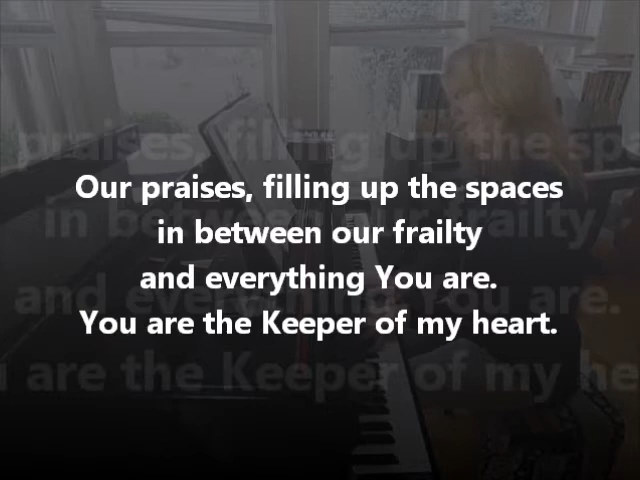 Our praises, filling up the spaces
in between our frailty
and everything You are.
You are the Keeper of my heart.